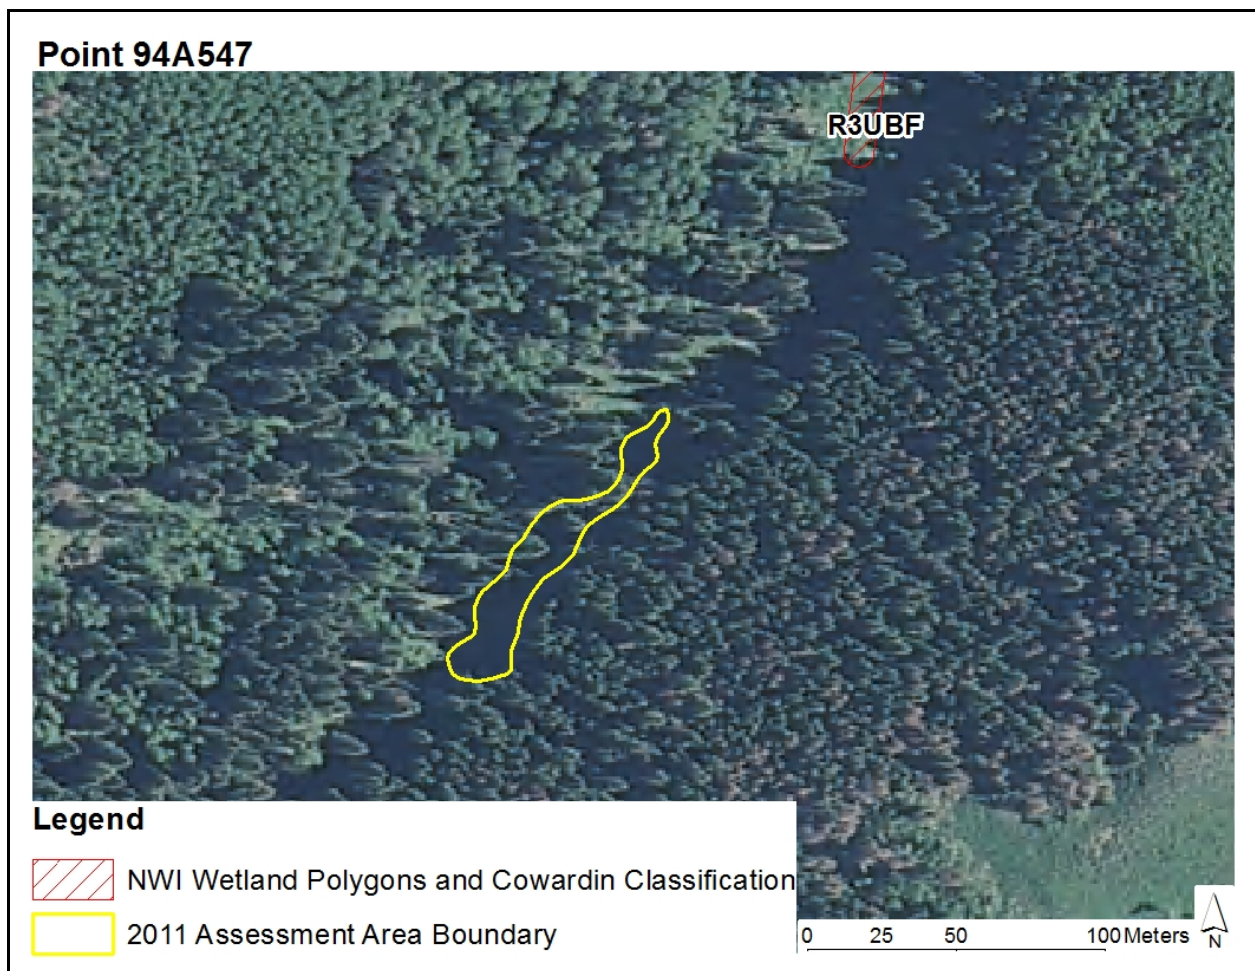 Point 94A547
R3UBF
Legend
NWI Wetland Polygons and Cowardin Classification
2011 Assessment Area Boundary
0 25 50 100 Meters
N